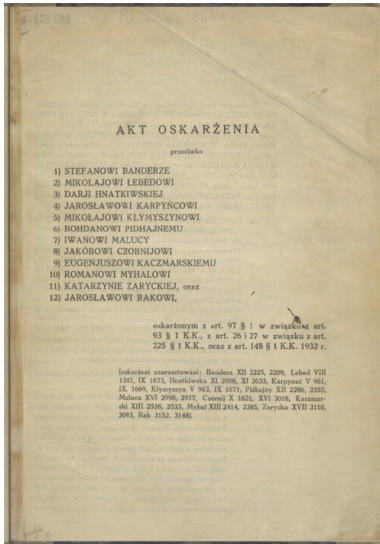 AKT OSKARŻENIA
przeciwko
1) STEFANOWI BANDERZE
2) MIKOŁAJOWI ŁEBEDOWI
3) DARJI HNATKIWSKIEJ
4) JAROSŁAWOWI KARPYŃCOWI
5) MIKOŁAJOWI KŁYMYSZYNOWI
6) BOHDANOWI PIDHAJNEMU
7) IWANOWI MALUCY
8) JAKÓBOWI CZORNIJOWI
9) EUGENJUSZOWI KACZMARSKIEMU
10) ROMANOWI MYHALOWI
11) KATARZYNIE ZARYCKIEJ, oraz
12) JAROSŁAWOWI RAKOWI,
oskarżonym z art. 97 § 1 w związku z art.
93 § 1 K.K., z art. 26 i 27 w związku z art.
225 § 1 K.K., oraz z art. 148 § 1 K.K. 1932 r.
(oskarżeni zaaresztowani: Bandera XII 2225, 2209, Łebed VIII
1347, IX 1673, Hnatkiwska XI 2008, XI 2033, Karpyneć V 961,
IX, 1669, Kłymyszyn V 963, IX 1671, Pidhajny XII 2286, 2355,
Maluca XVI 2990, 2977, Czornij X 1821, XVI 3018, Kaczmar-
ski XIII 2538, 2533, Myhal XIII 2414, 2385, Zarycka XVII 3110,
3093, Rak 3152, 3148).